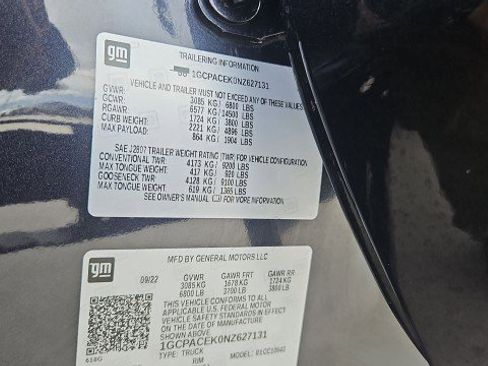 gm
TRAILERING INFORMATION
1GCPACEK0NZ627131
VEHICLE AND TRAILER MUST NOT EXCEED ANY OF THESE VALUES
GVWR: 3085 KG / 6800 LBS
GCWR: 6577 KG / 14500 LBS
RGAWR: 1724 KG / 3800 LBS
CURB WEIGHT: 2221 KG / 4896 LBS
MAX PAYLOAD: 864 KG / 1904 LBS
SAE J2807 TRAILER WEIGHT RATING (TWR) FOR VEHICLE CONFIGURATION
CONVENTIONAL TWR: 4173 KG / 9200 LBS
MAX TONGUE WEIGHT: 417 KG / 920 LBS
GOOSENECK TWR: 4128 KG / 9100 LBS
MAX TONGUE WEIGHT: 619 KG / 1365 LBS
SEE OWNER'S MANUAL FOR MORE INFORMATION
gm
MFD BY GENERAL MOTORS LLC
09/22 GVWR GAWR FRT GAWR RR
3085 KG 1678 KG 1724 KG
6800 LB 3700 LB 3800 LB
THIS VEHICLE CONFORMS TO ALL
APPLICABLE U.S. FEDERAL MOTOR
VEHICLE SAFETY STANDARDS IN
EFFECT ON THE DATE OF MANUFACTURE
SHOWN ABOVE.
1GCPACEK0NZ627131
TYPE: TRUCK MODEL:
RIM